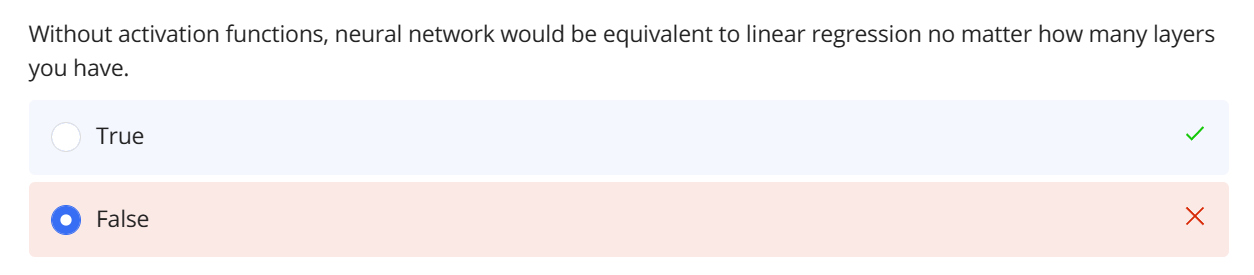 Without activation functions, neural network would be equivalent to linear regression no matter how many layers
you have.
True
False